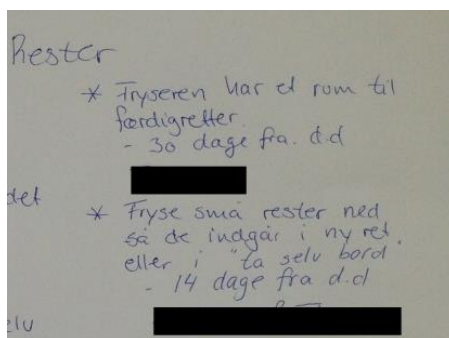 Rester
* Fryseren har et rum til
færdigretter.
- 30 dage fra. d.d
det
* Fryse små rester ned
så de indgår i ny ret
eller i "ta selv bord".
- 14 dage fra d.d
elv